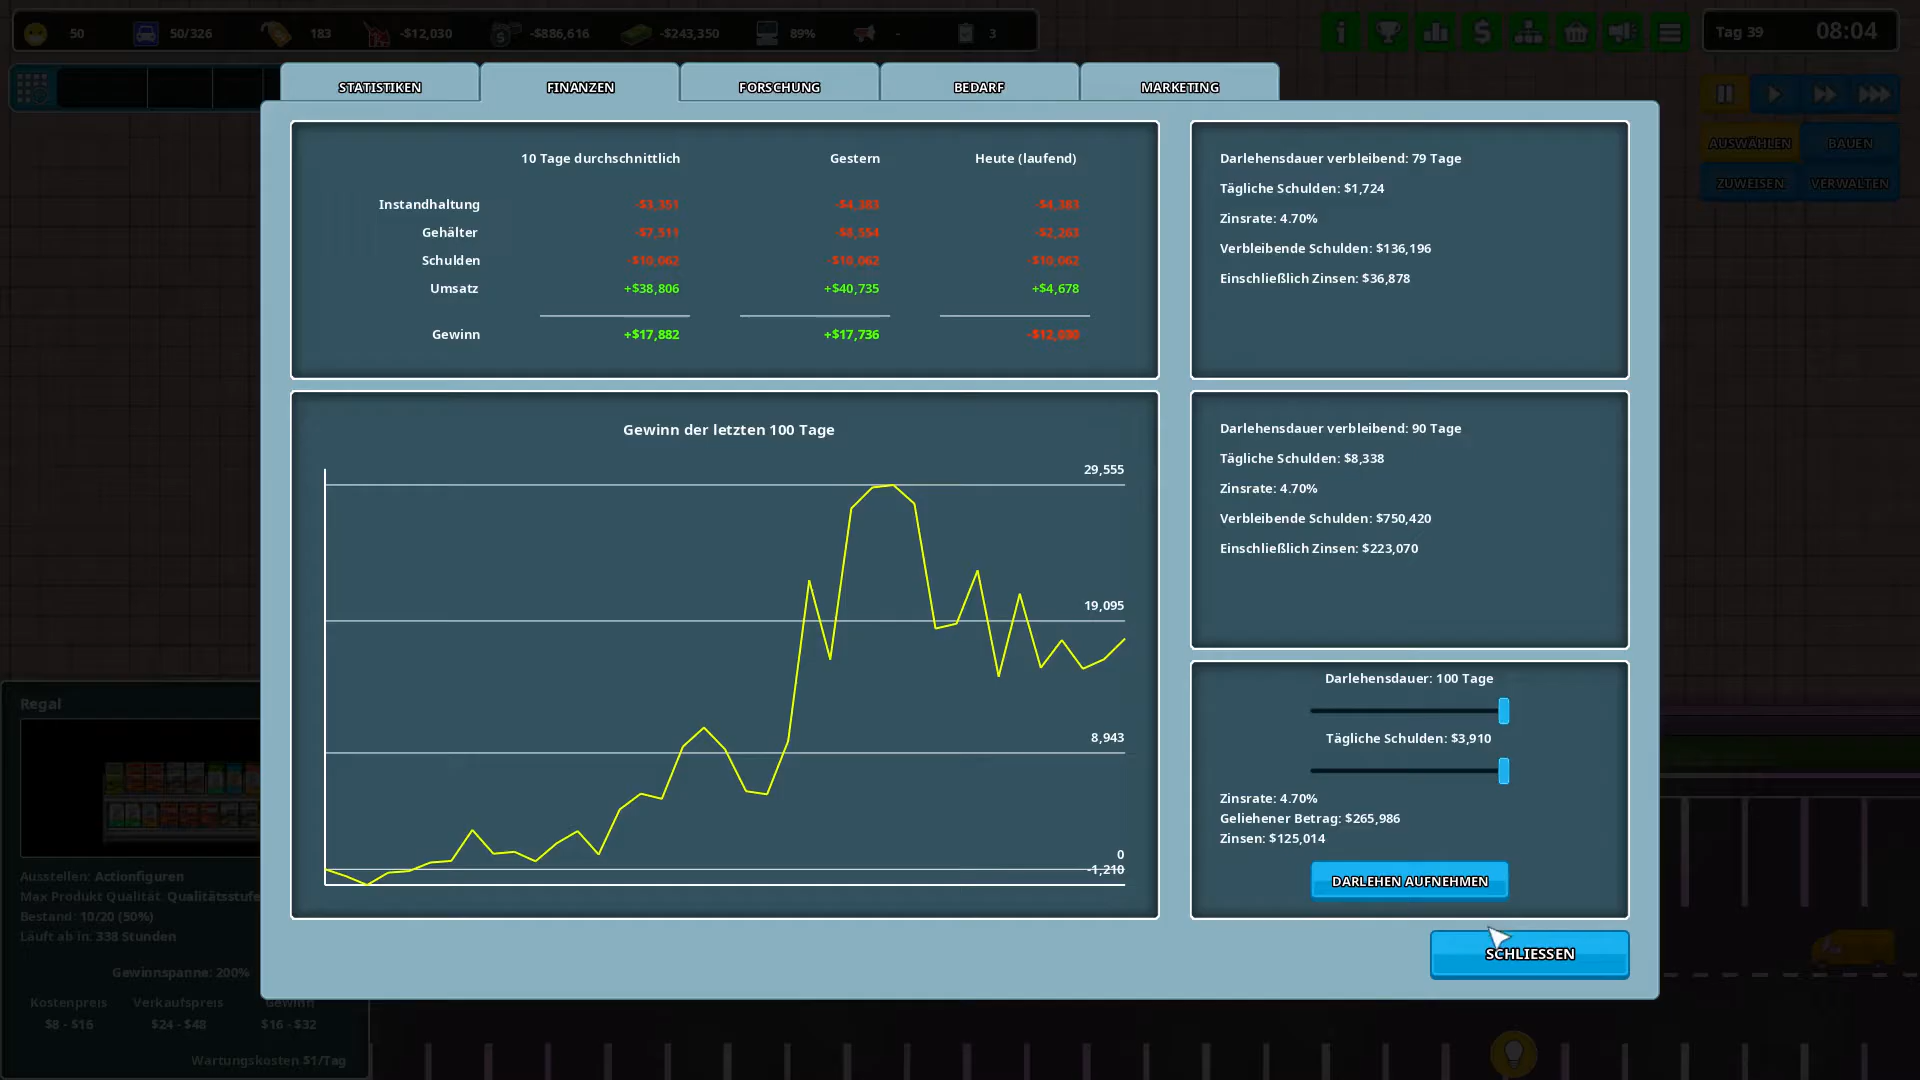 50
50/326
183
-$12,030
-$886,616
-$243,350
89%
-
3
Tag 39
08:04
STATISTIKEN
FINANZEN
FORSCHUNG
BEDARF
MARKETING
AUSWÄHLEN
BAUEN
ZUWEISEN
VERWALTEN
10 Tage durchschnittlich Gestern Heute (laufend)
Instandhaltung -$3,351 -$4,383 -$4,383
Gehälter -$7,511 -$8,554 -$2,263
Schulden -$10,062 -$10,062 -$10,062
Umsatz +$38,806 +$40,735 +$4,678
Gewinn +$17,882 +$17,736 -$12,030
Darlehensdauer verbleibend: 79 Tage
Tägliche Schulden: $1,724
Zinsrate: 4.70%
Verbleibende Schulden: $136,196
Einschließlich Zinsen: $36,878
Gewinn der letzten 100 Tage
29,555
19,095
8,943
0
-1,210
Darlehensdauer verbleibend: 90 Tage
Tägliche Schulden: $8,338
Zinsrate: 4.70%
Verbleibende Schulden: $750,420
Einschließlich Zinsen: $223,070
Darlehensdauer: 100 Tage
Tägliche Schulden: $3,910
Zinsrate: 4.70%
Geliehener Betrag: $265,986
Zinsen: $125,014
DARLEHEN AUFNEHMEN
SCHLIESSEN
Regal
Ausstellen: Actionfiguren
Max Produkt Qualität: Qualitätsstufe
Bestand: 10/20 (50%)
Läuft ab in: 338 Stunden
Gewinnspanne: 200%
Kostenpreis Verkaufspreis Gewinn
$8 - $16 $24 - $48 $16 - $32
Wartungskosten $1/Tag